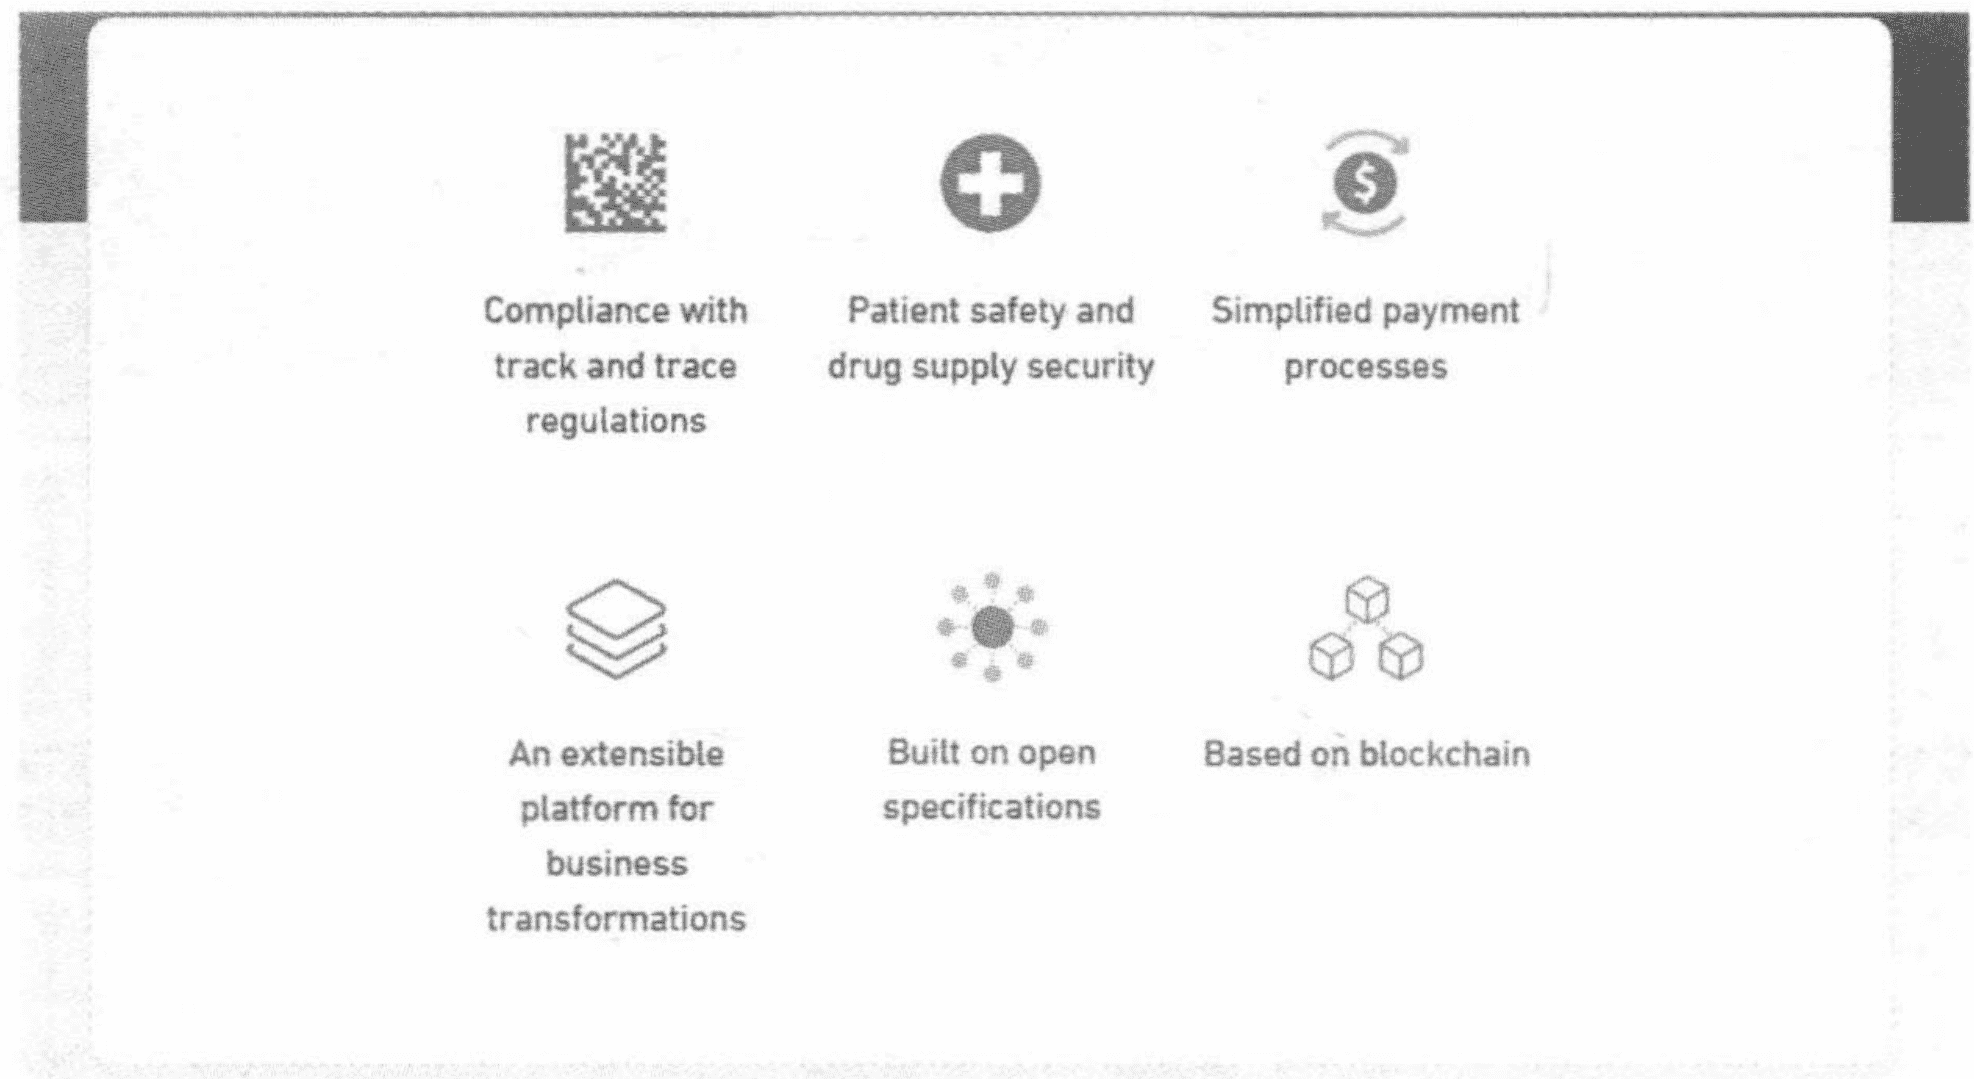 Compliance with
track and trace
regulations
Patient safety and
drug supply security
Simplified payment
processes
An extensible
platform for
business
transformations
Built on open
specifications
Based on blockchain